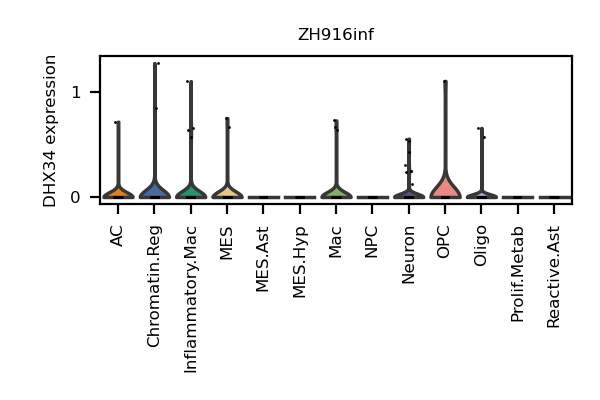 ZH916inf
DHX34 expression
1
0
AC
Chromatin.Reg
Inflammatory.Mac
MES
MES.Ast
MES.Hyp
Mac
NPC
Neuron
OPC
Oligo
Prolif.Metab
Reactive.Ast